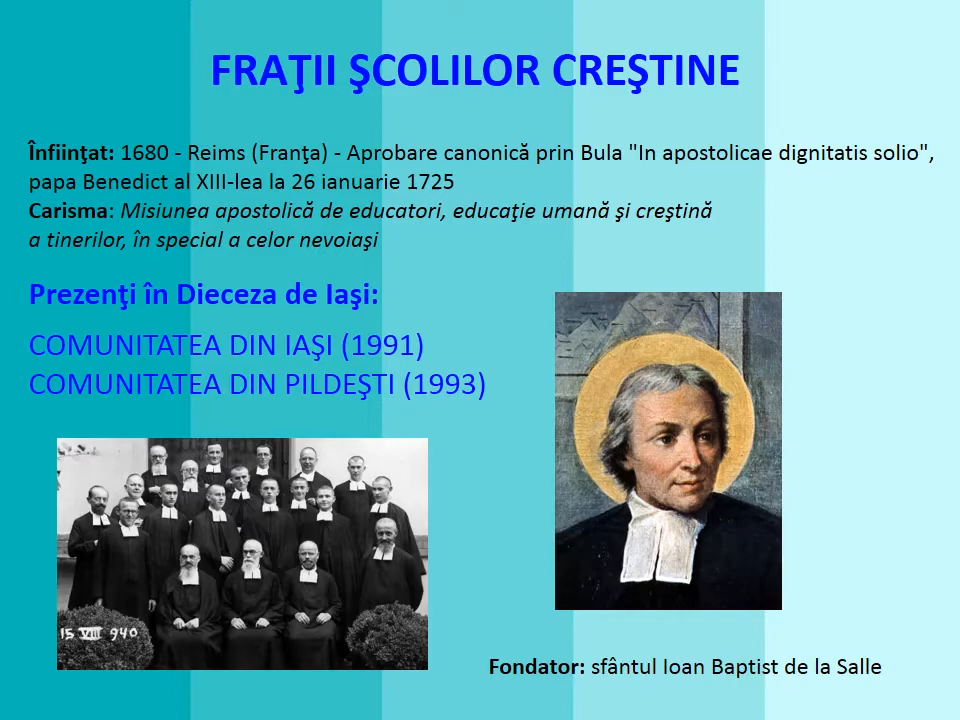 FRAŢII ŞCOLILOR CREŞTINE
Înfiinţat: 1680 - Reims (Franţa) - Aprobare canonică prin Bula "In apostolicae dignitatis solio",
papa Benedict al XIII-lea la 26 ianuarie 1725
Carisma: Misiunea apostolică de educatori, educaţie umană şi creştină
a tinerilor, în special a celor nevoiaşi
Prezenţi în Dieceza de Iaşi:
COMUNITATEA DIN IAŞI (1991)
COMUNITATEA DIN PILDEŞTI (1993)
15 VIII 940
Fondator: sfântul Ioan Baptist de la Salle